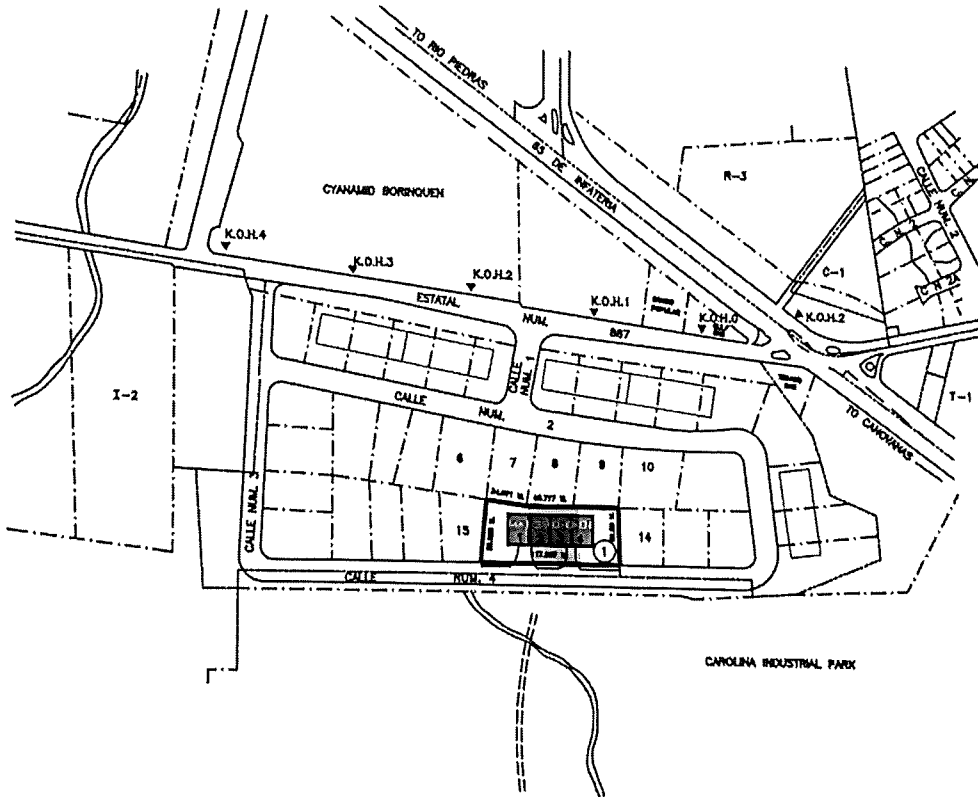 TO RIO PIEDRAS
65 DE INFATERIA
R-3
CALLE NUM. 2
CYANAMID BORINQUEN
K.O.H.4
K.O.H.3
K.O.H.2
K.O.H.1
K.O.H.0
C-1
K.O.H.2
ESTATAL NUM. 887
CALLE NUM. 1
I-2
CALLE NUM. 2
TO CANOVANAS
T-1
6 7 8 9 10
CALLE NUM. 3
15
14
1
CALLE NUM. 4
CAROLINA INDUSTRIAL PARK